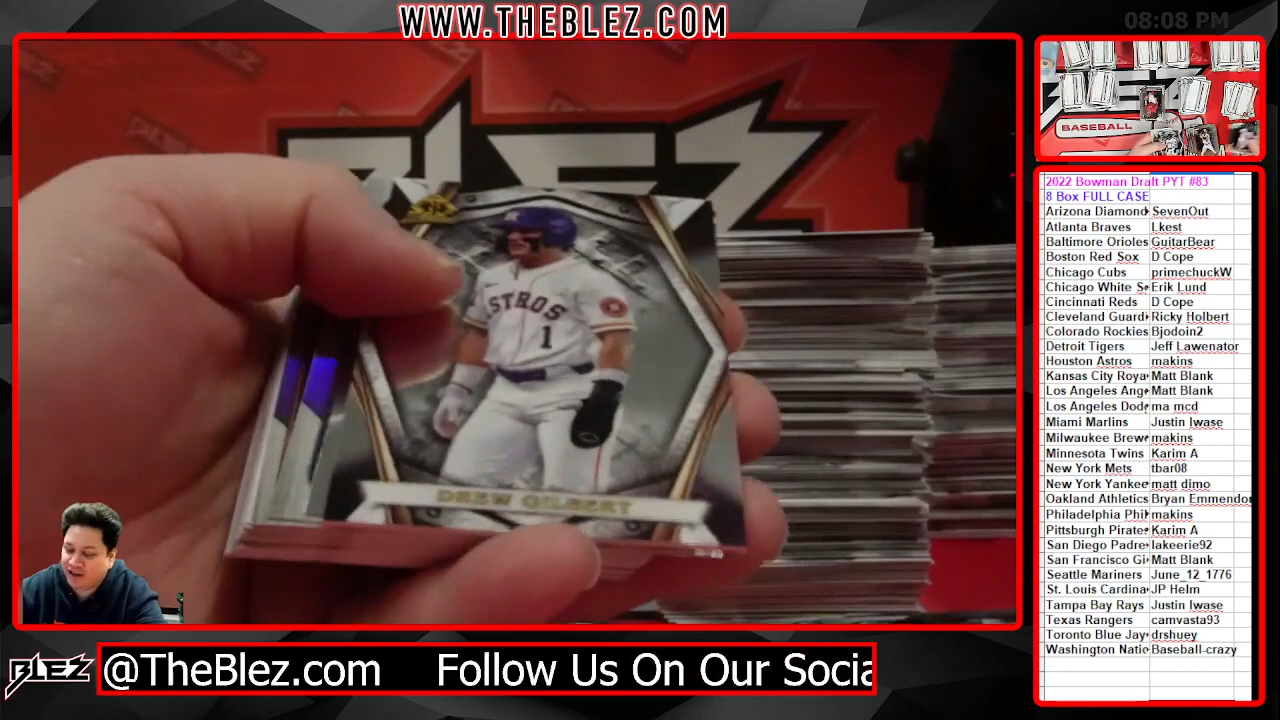 WWW.THEBLEZ.COM
08:08 PM
BLEZ
STROS
1
DREW GILBERT
BASEBALL
2022 Bowman Draft PYT #83
8 Box FULL CASE
Arizona Diamond SevenOut
Atlanta Braves Lkest
Baltimore Orioles GuitarBear
Boston Red Sox D Cope
Chicago Cubs primechuckW
Chicago White S Erik Lund
Cincinnati Reds D Cope
Cleveland Guard Ricky Holbert
Colorado Rockies Bjodoin2
Detroit Tigers Jeff Lawenator
Houston Astros makins
Kansas City Roya Matt Blank
Los Angeles Ang Matt Blank
Los Angeles Dod ma mcd
Miami Marlins Justin Iwase
Milwaukee Brew makins
Minnesota Twins Karim A
New York Mets tbar08
New York Yankee matt dimo
Oakland Athletics Bryan Emmendor
Philadelphia Phi makins
Pittsburgh Pirate Karim A
San Diego Padre lakeerie92
San Francisco Gi Matt Blank
Seattle Mariners June_12_1776
St. Louis Cardina JP Helm
Tampa Bay Rays Justin Iwase
Texas Rangers camvasta93
Toronto Blue Jay drshuey
Washington Natio Baseball-crazy
BLEZ @TheBlez.com Follow Us On Our Socia